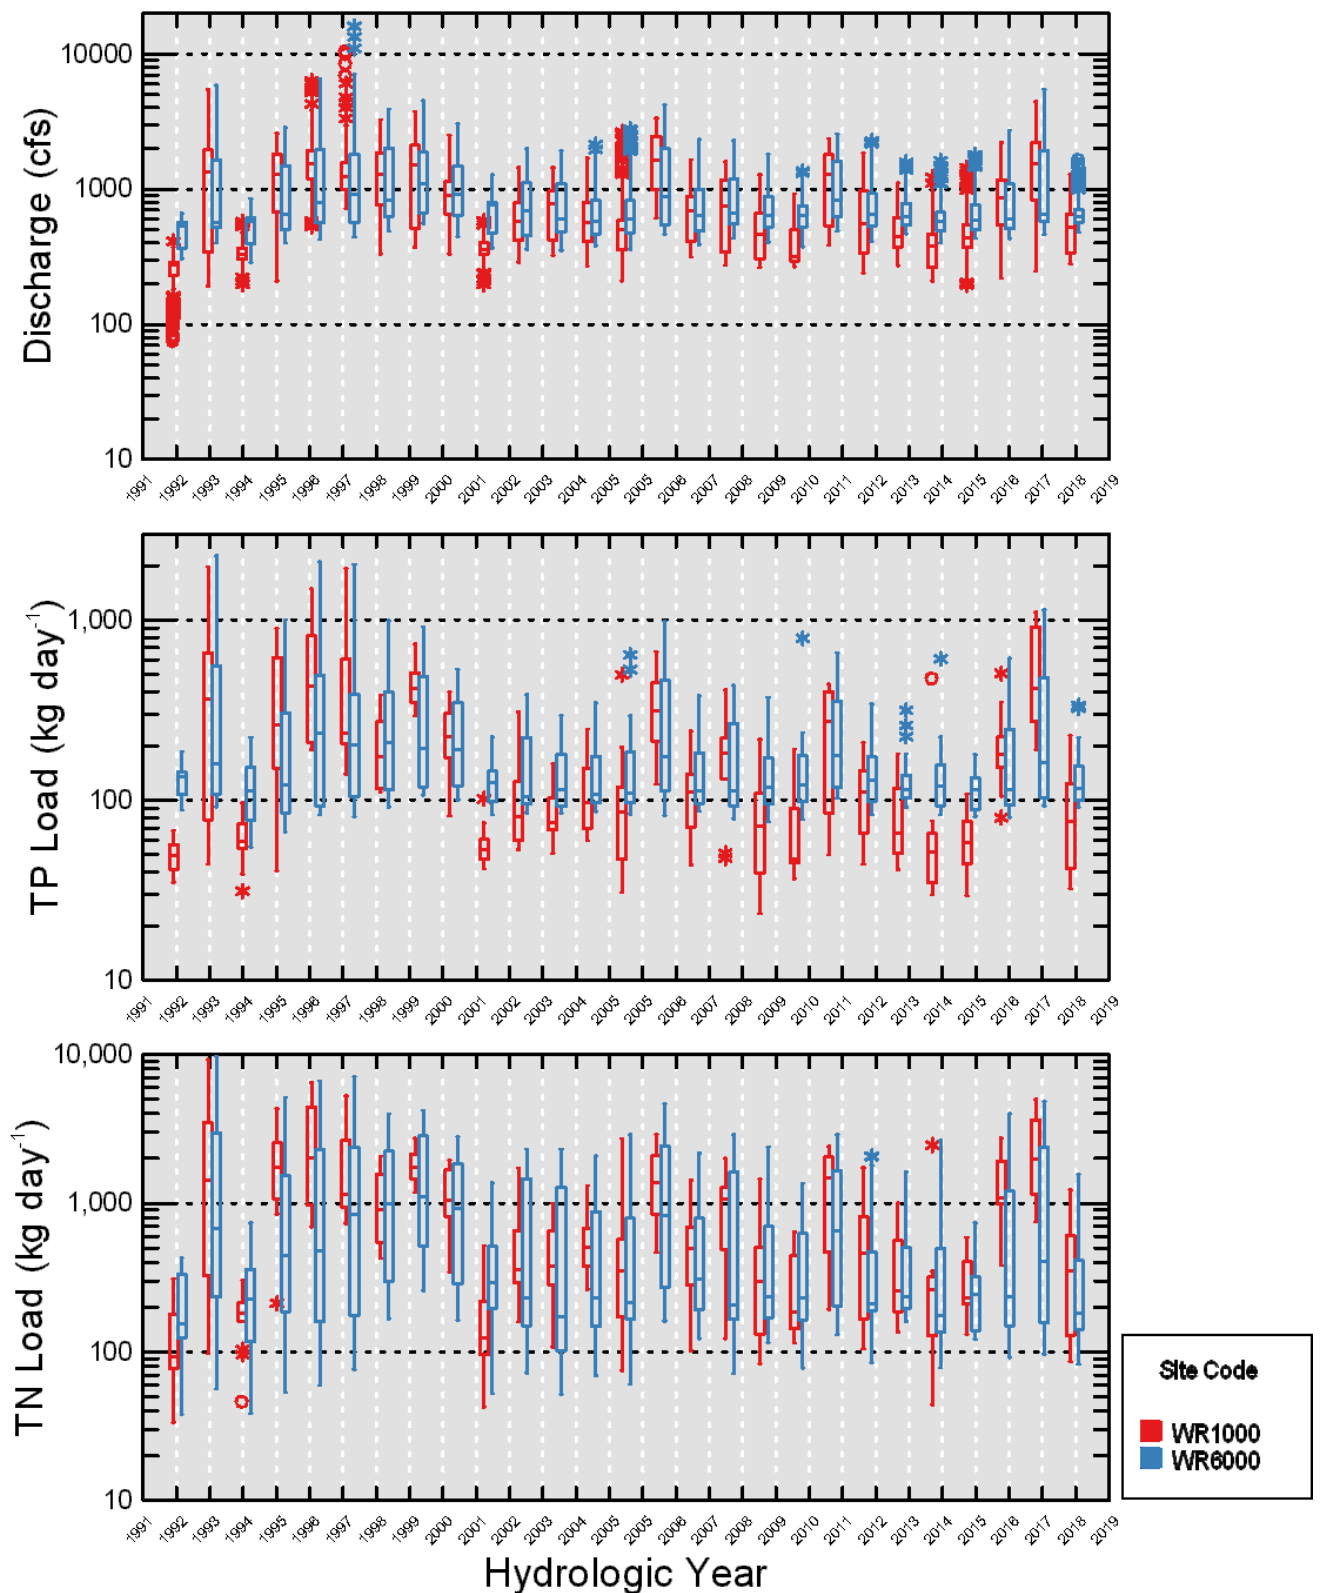 Discharge (cfs)
10000
1000
100
10
1991 1992 1993 1994 1995 1996 1997 1998 1999 2000 2001 2002 2003 2004 2005 2005 2006 2007 2009 2010 2011 2012 2013 2014 2015 2016 2017 2018 2019
TP Load (kg day-1)
1,000
100
10
1991 1992 1993 1994 1995 1996 1997 1998 1999 2000 2001 2002 2003 2004 2005 2005 2006 2007 2009 2010 2011 2012 2013 2014 2015 2016 2017 2018 2019
TN Load (kg day-1)
10,000
1,000
100
10
1991 1992 1993 1994 1995 1996 1997 1998 1999 2000 2001 2002 2003 2004 2005 2005 2006 2007 2009 2010 2011 2012 2013 2014 2015 2016 2017 2018 2019
Hydrologic Year
Site Code
WR1000
WR6000